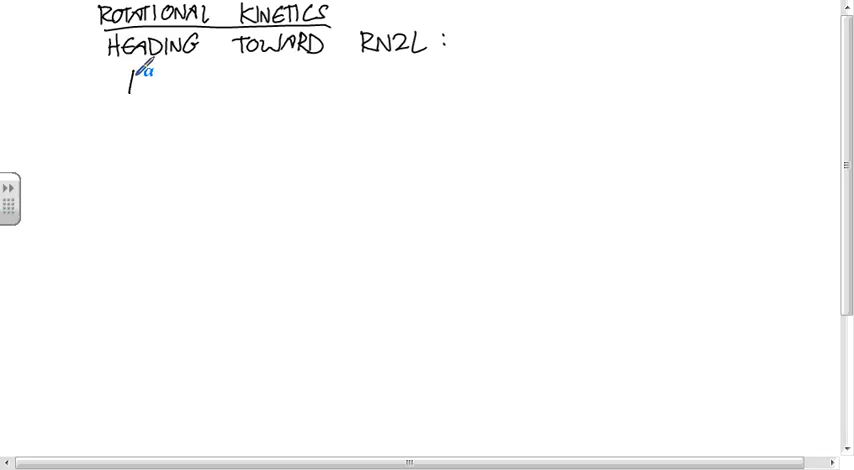 ROTATIONAL KINETICS
HEADING TOWARD RN2L :